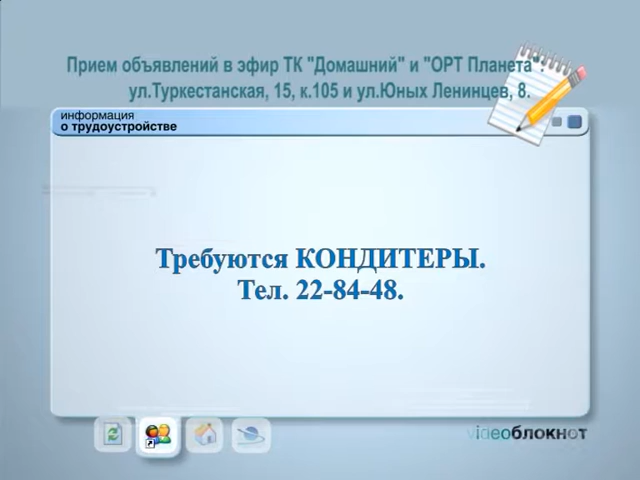 Прием объявлений в эфир ТК "Домашний" и "ОРТ Планета":
ул.Туркестанская, 15, к.105 и ул.Юных Ленинцев, 8.
информация
о трудоустройстве
Требуются КОНДИТЕРЫ.
Тел. 22-84-48.
videoблокнот